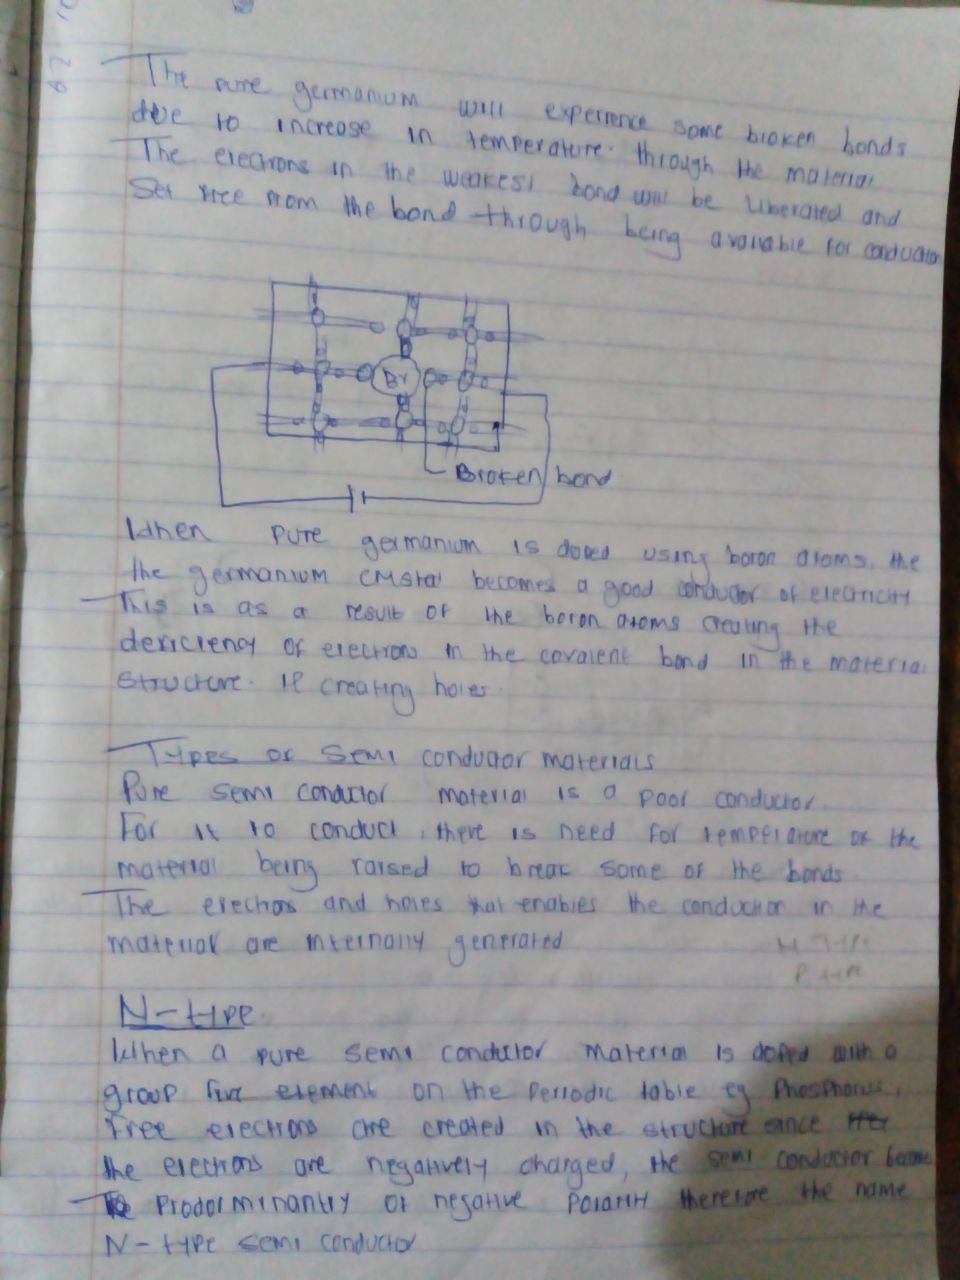 The pure germanium will experience some broken bonds
due to increase in temperature. through the material
The electrons in the weakest bond will be liberated and
Set free from the bond through being available for conduction
Br
Broken bond
When pure germanium is doped using boron atoms, the
the germanium crystal becomes a good conductor of electricity
This is as a result of the boron atoms creating the
deficiency of electron in the covalent bond in the material
structure. creating holes.
Types of Semi conductor materials
Pure semi conductor material is a poor conductor.
For it to conduct, there is need for temperature of the
material being raised to break some of the bonds
The electrons and holes that enables the conduction in the
material are internally generated
N TYPE
P type
N-type
When a pure semi conductor material is doped with a
group five element on the Periodic table eg Phosphorus,
Free electrons are created in the structure since
the electrons are negatively charged, the semi conductor become
Prodorminantry of negative polarity therefore the name
N-type semi conductor